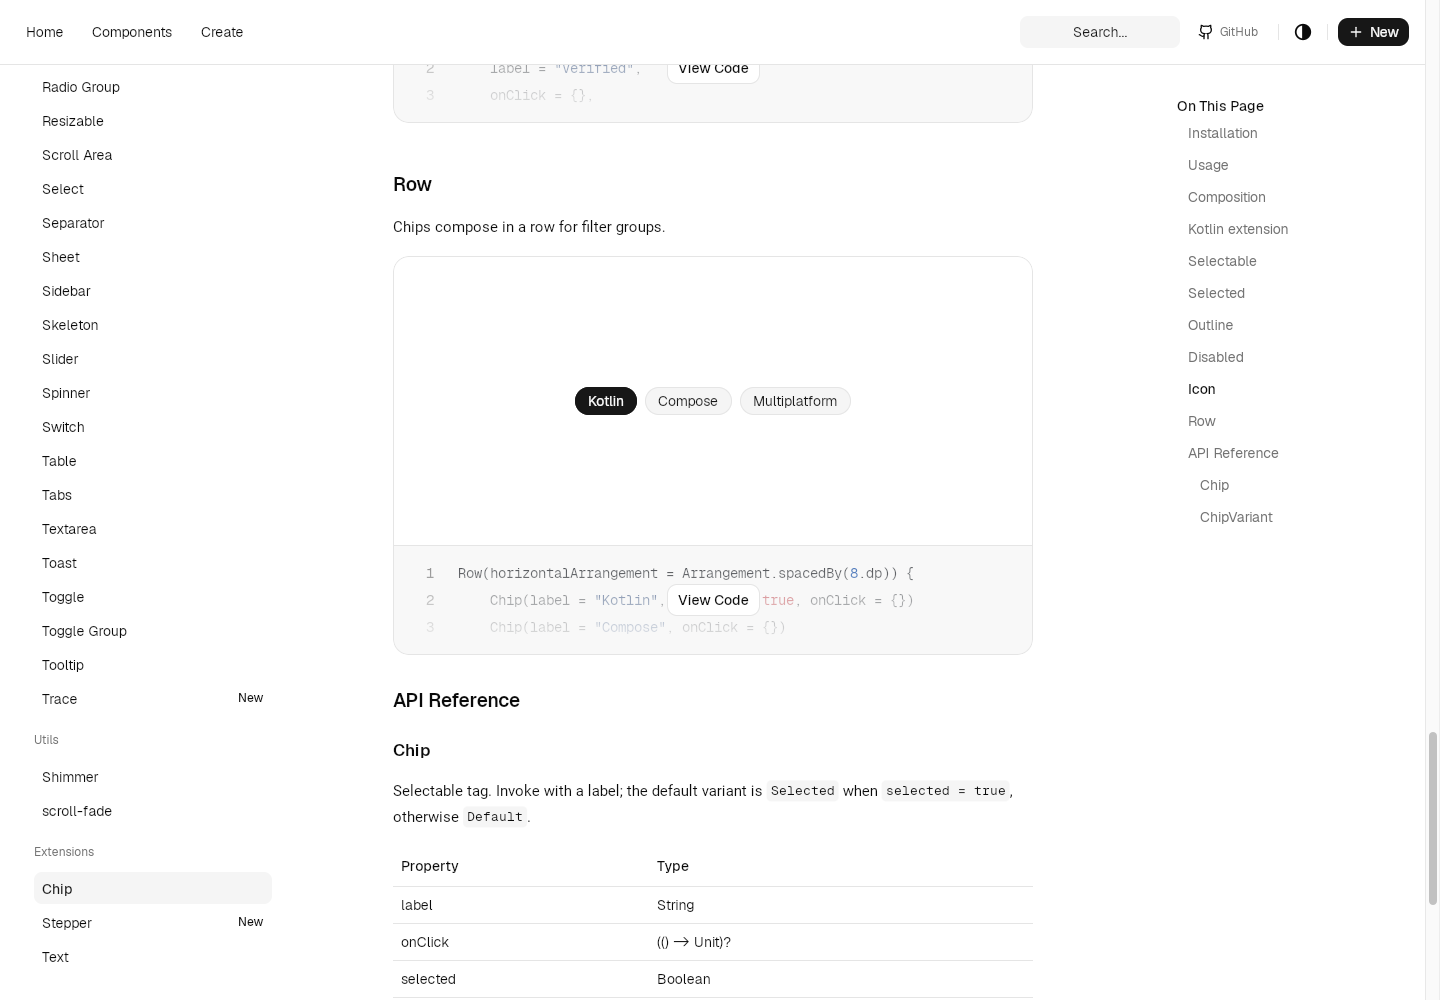 Home
Components
Create
Search...
GitHub
New
Radio Group
Resizable
Scroll Area
Select
Separator
Sheet
Sidebar
Skeleton
Slider
Spinner
Switch
Table
Tabs
Textarea
Toast
Toggle
Toggle Group
Tooltip
Trace New
Utils
Shimmer
scroll-fade
Extensions
Chip
Stepper New
Text
2 label = "Verified",
View Code
3 onClick = {},
Row
Chips compose in a row for filter groups.
Kotlin
Compose
Multiplatform
1 Row(horizontalArrangement = Arrangement.spacedBy(8.dp)) {
2 Chip(label = "Kotlin", true, onClick = {})
View Code
3 Chip(label = "Compose", onClick = {})
API Reference
Chip
Selectable tag. Invoke with a label; the default variant is Selected when selected = true,
otherwise Default.
Property Type
label String
onClick (() -> Unit)?
selected Boolean
On This Page
Installation
Usage
Composition
Kotlin extension
Selectable
Selected
Outline
Disabled
Icon
Row
API Reference
Chip
ChipVariant